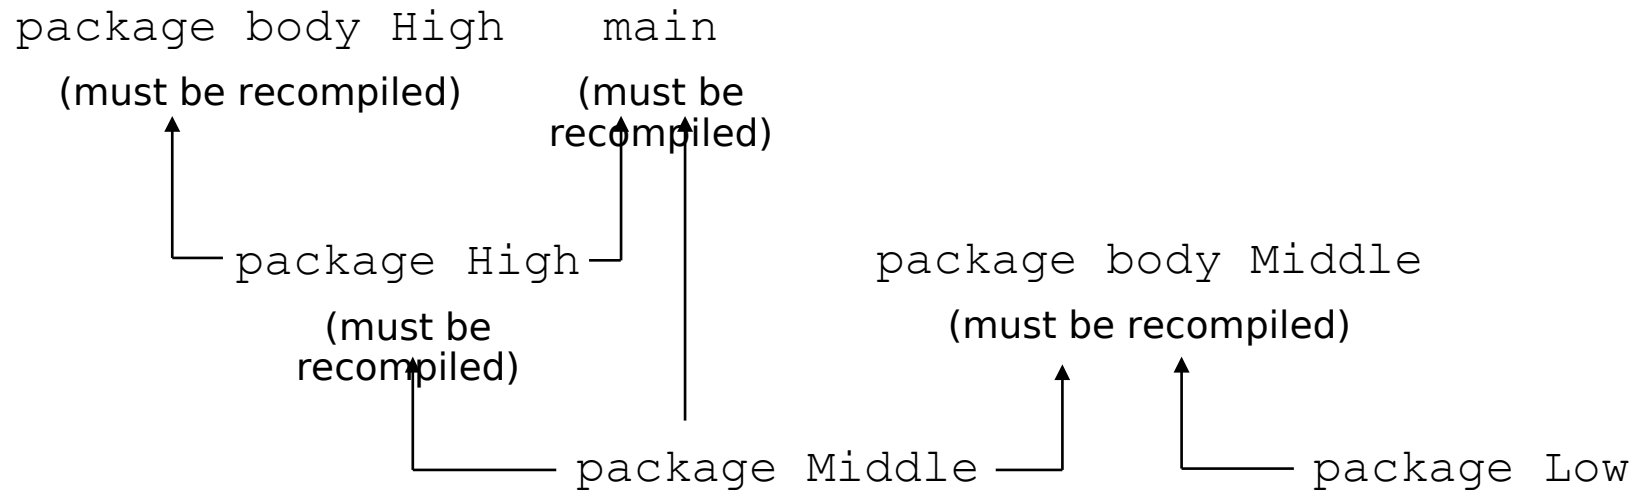 package body High
main
(must be recompiled)
(must be
recompiled)
package High
package body Middle
(must be
recompiled)
(must be recompiled)
package Middle
package Low